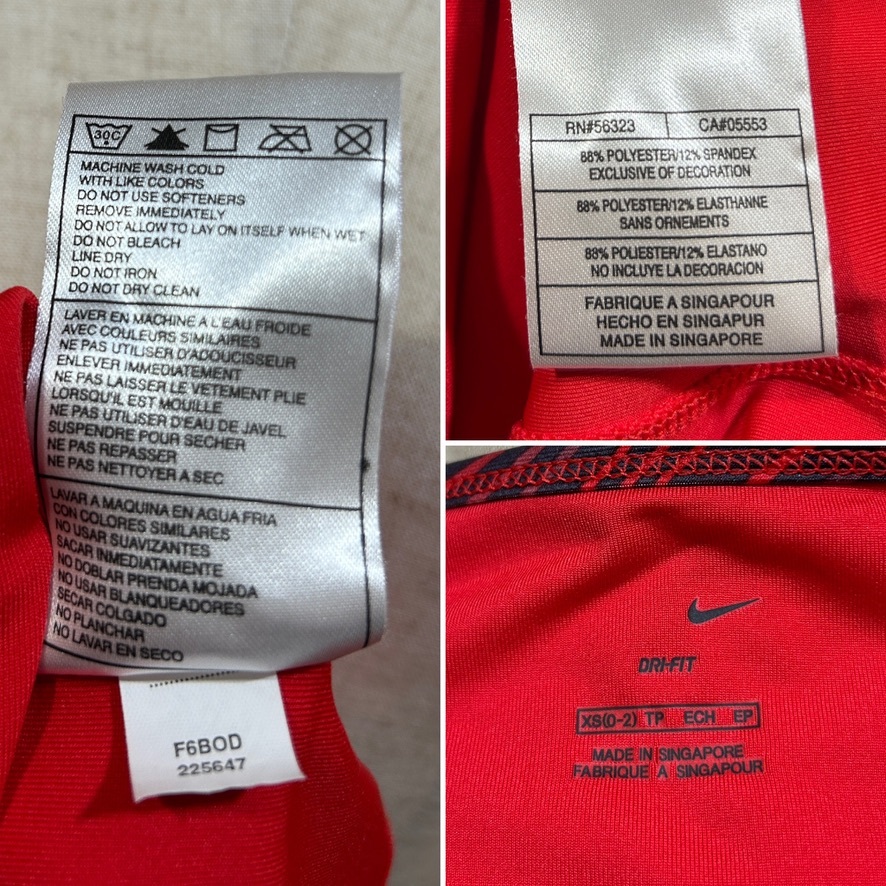 30C
MACHINE WASH COLD
WITH LIKE COLORS
DO NOT USE SOFTENERS
REMOVE IMMEDIATELY
DO NOT ALLOW TO LAY ON ITSELF WHEN WET
DO NOT BLEACH
LINE DRY
DO NOT IRON
DO NOT DRY CLEAN
LAVER EN MACHINE A L'EAU FROIDE
AVEC COULEURS SIMILAIRES
NE PAS UTILISER D'ADOUCISSEUR
ENLEVER IMMEDIATEMENT
NE PAS LAISSER LE VETEMENT PLIE
LORSQU'IL EST MOUILLE
NE PAS UTILISER D'EAU DE JAVEL
SUSPENDRE POUR SECHER
NE PAS REPASSER
NE PAS NETTOYER A SEC
LAVAR A MAQUINA EN AGUA FRIA
CON COLORES SIMILARES
NO USAR SUAVIZANTES
SACAR INMEDIATAMENTE
NO DOBLAR PRENDA MOJADA
NO USAR BLANQUEADORES
SECAR COLGADO
NO PLANCHAR
NO LAVAR EN SECO
F6BOD
225647
RN#56323 CA#05553
88% POLYESTER/12% SPANDEX
EXCLUSIVE OF DECORATION
88% POLYESTER/12% ELASTHANNE
SANS ORNEMENTS
88% POLIESTER/12% ELASTANO
NO INCLUYE LA DECORACION
FABRIQUE A SINGAPOUR
HECHO EN SINGAPUR
MADE IN SINGAPORE
DRI-FIT
XS(0-2) TP ECH EP
MADE IN SINGAPORE
FABRIQUE A SINGAPOUR